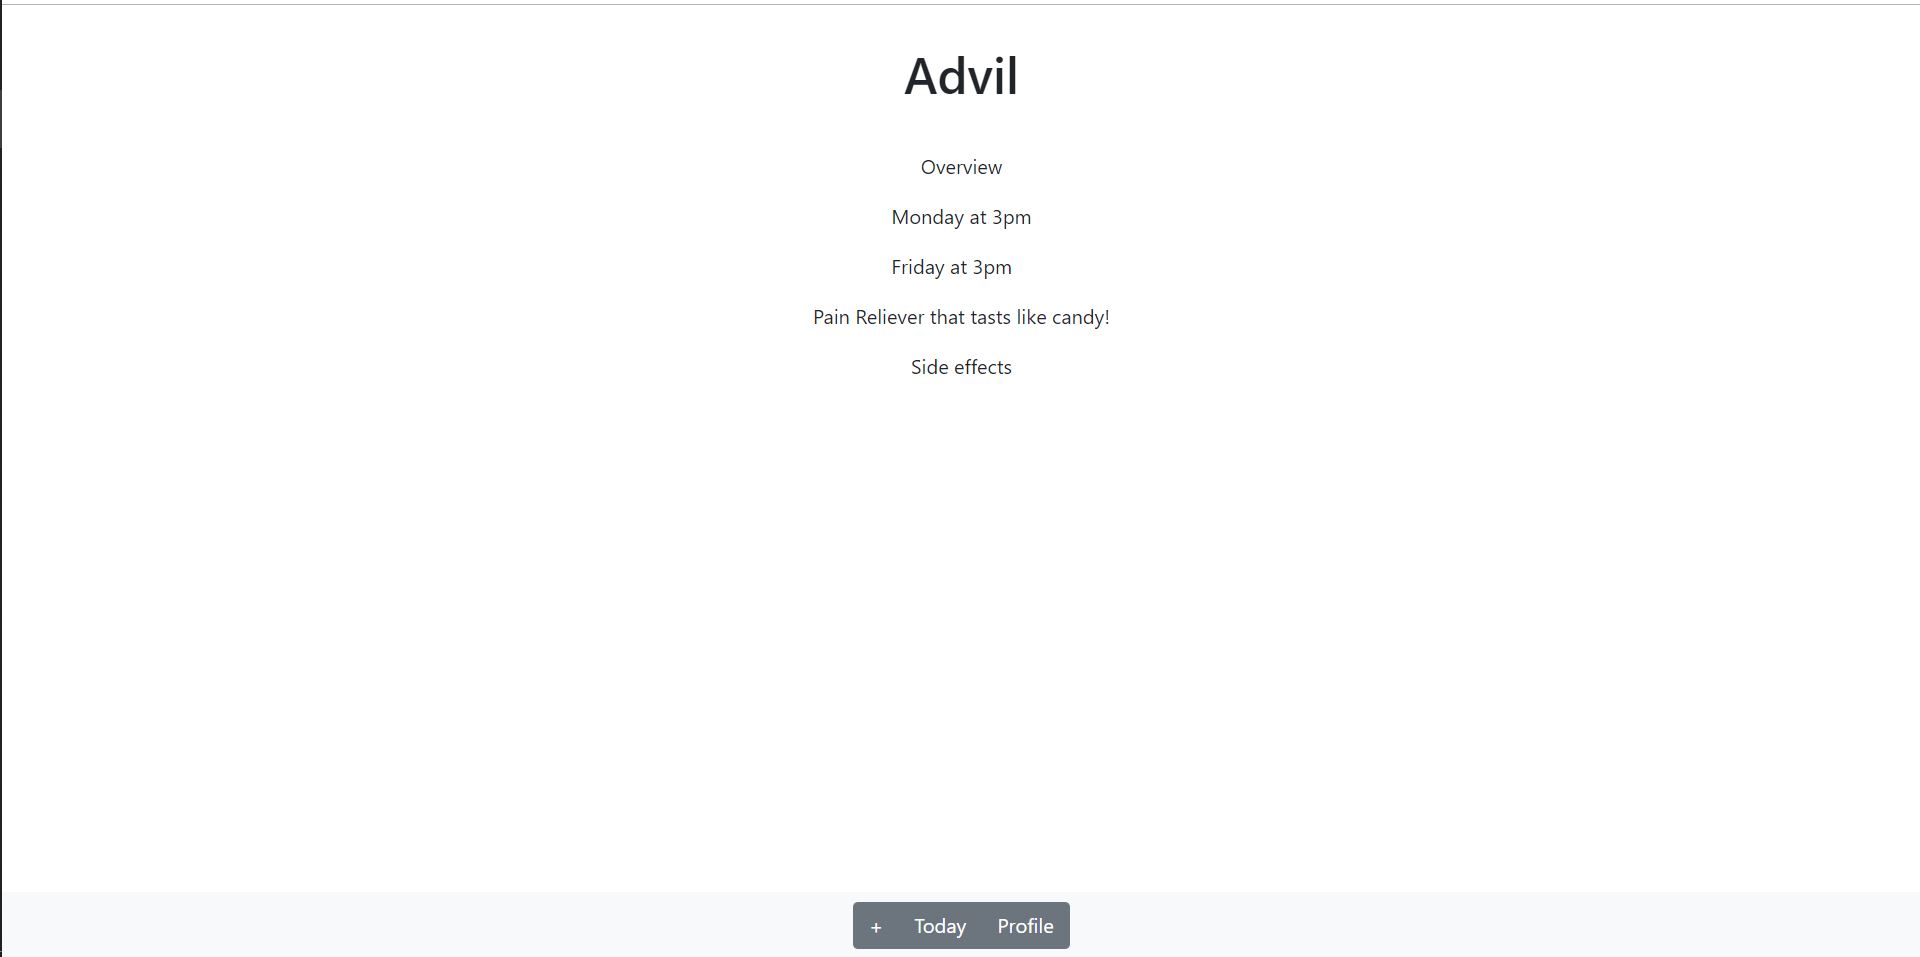 Advil
Overview
Monday at 3pm
Friday at 3pm
Pain Reliever that tasts like candy!
Side effects
+ Today Profile